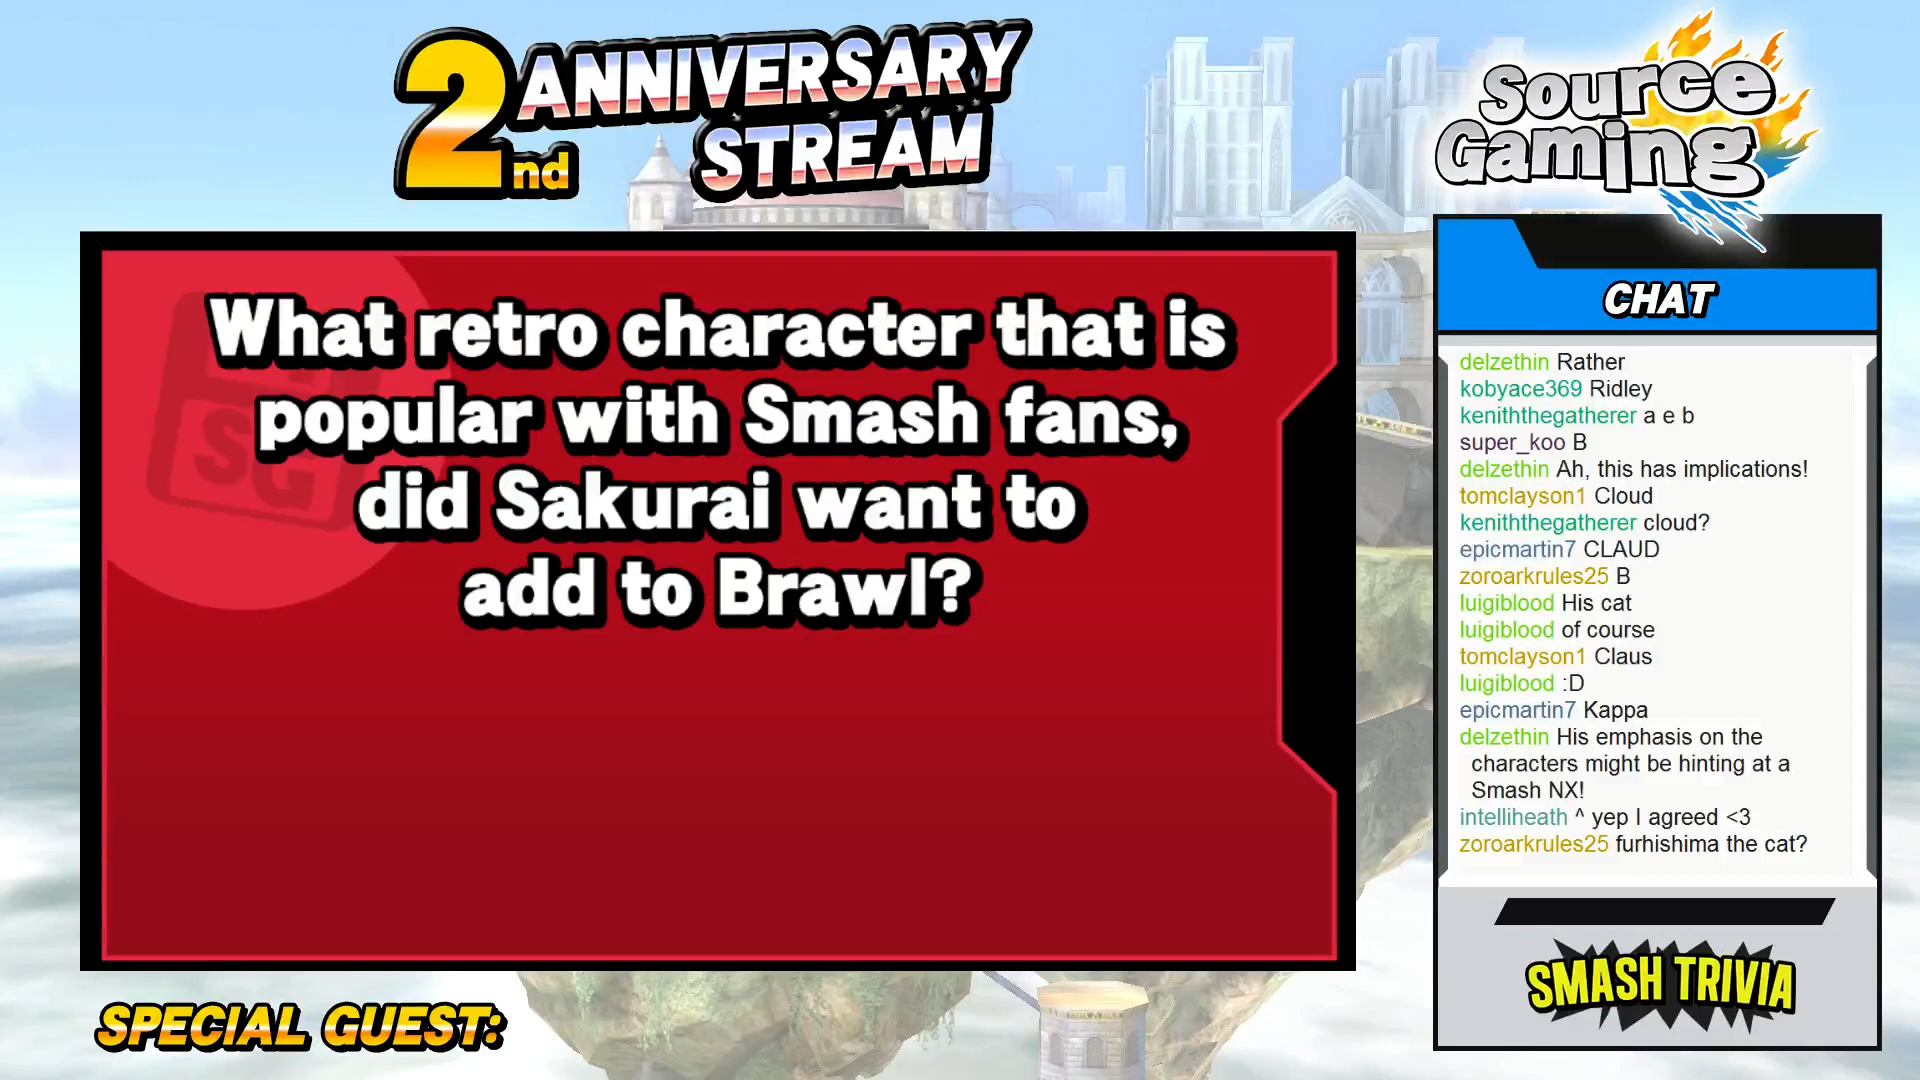 2nd ANNIVERSARY
STREAM
Source
Gaming
What retro character that is
popular with Smash fans,
did Sakurai want to
add to Brawl?
SG
CHAT
delzethin Rather
kobyace369 Ridley
keniththegatherer a e b
super_koo B
delzethin Ah, this has implications!
tomclayson1 Cloud
keniththegatherer cloud?
epicmartin7 CLAUD
zoroarkrules25 B
luigiblood His cat
luigiblood of course
tomclayson1 Claus
luigiblood :D
epicmartin7 Kappa
delzethin His emphasis on the
characters might be hinting at a
Smash NX!
intelliheath ^ yep I agreed <3
zoroarkrules25 furhishima the cat?
SMASH TRIVIA
SPECIAL GUEST: